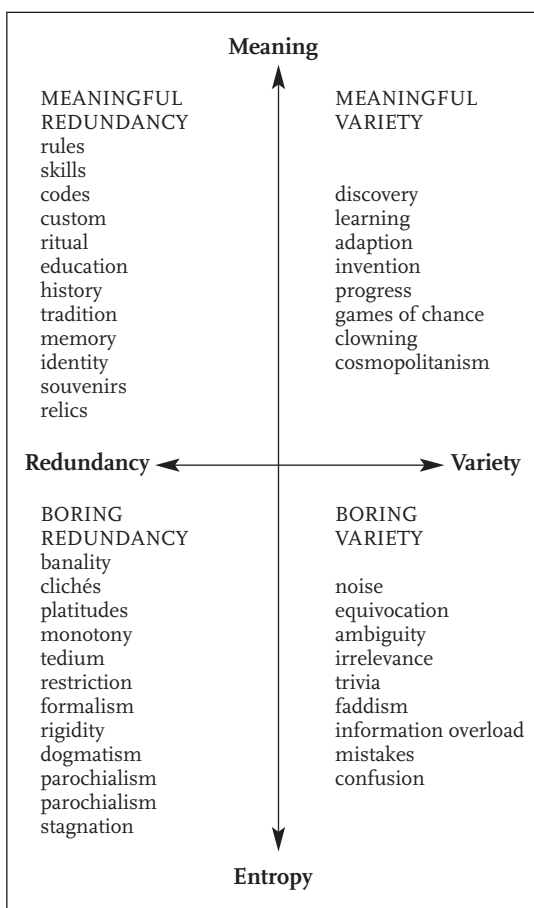 Meaning
MEANINGFUL
REDUNDANCY
rules
skills
codes
custom
ritual
education
history
tradition
memory
identity
souvenirs
relics
MEANINGFUL
VARIETY
discovery
learning
adaption
invention
progress
games of chance
clowning
cosmopolitanism
Redundancy
Variety
BORING
REDUNDANCY
banality
clichés
platitudes
monotony
tedium
restriction
formalism
rigidity
dogmatism
parochialism
parochialism
stagnation
BORING
VARIETY
noise
equivocation
ambiguity
irrelevance
trivia
faddism
information overload
mistakes
confusion
Entropy